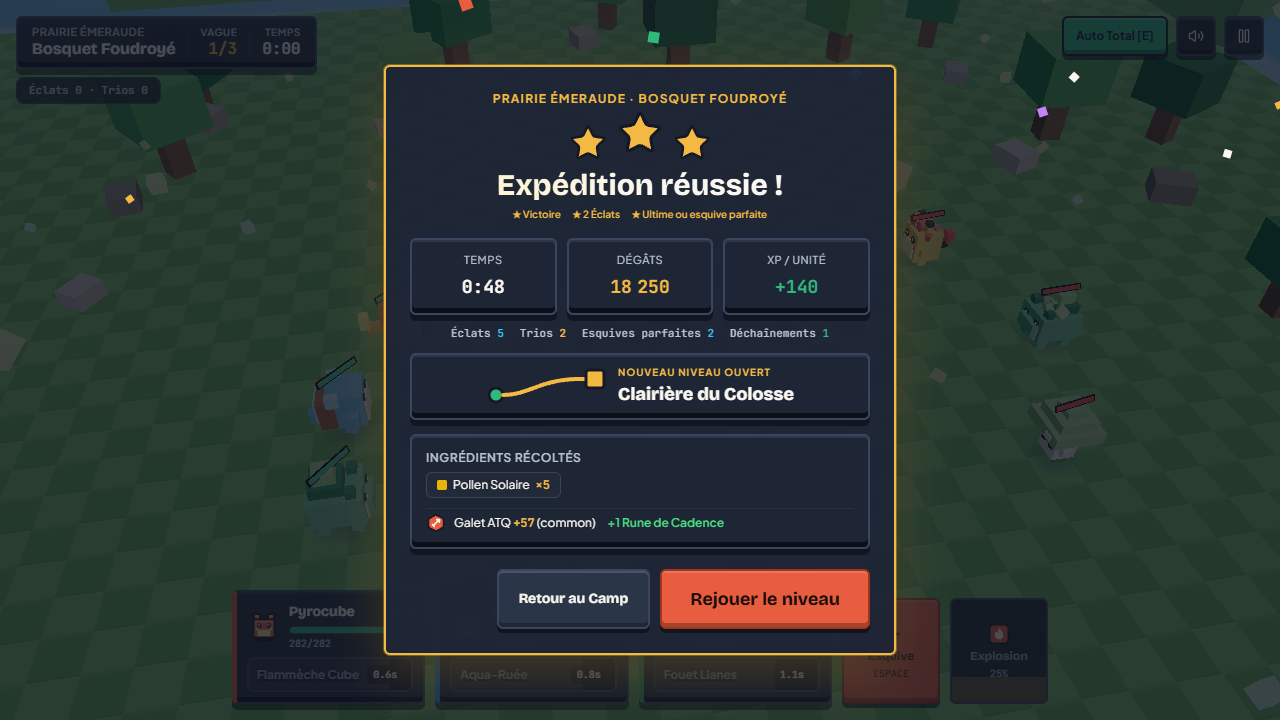 PRAIRIE ÉMERAUDE
Bosquet Foudroyé
VAGUE
1/3
TEMPS
0:00
Auto Total [E]
Éclats 0 · Trios 0
PRAIRIE ÉMERAUDE · BOSQUET FOUDROYÉ
Expédition réussie !
Victoire 2 Éclats Ultime ou esquive parfaite
TEMPS
0:48
DÉGÂTS
18 250
XP / UNITÉ
+140
Éclats 5 Trios 2 Esquives parfaites 2 Déchaînements 1
NOUVEAU NIVEAU OUVERT
Clairière du Colosse
INGRÉDIENTS RÉCOLTÉS
Pollen Solaire ×5
Galet ATQ +57 (common) +1 Rune de Cadence
Retour au Camp
Rejouer le niveau
Pyrocube
282/282
Flammèche Cube 0.6s
Aqua-Ruée 0.8s
Fouet Lianes 1.1s
Esquive
ESPACE
Explosion
25%